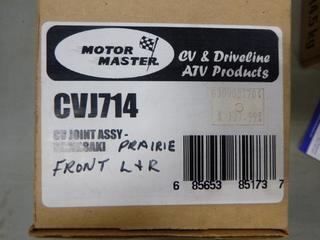 MOTOR
MASTER
CV & Driveline
ATV Products
CVJ714
CV JOINT ASSY -
KAWASAKI PRAIRIE
FRONT L+R
6 85653 85173 7